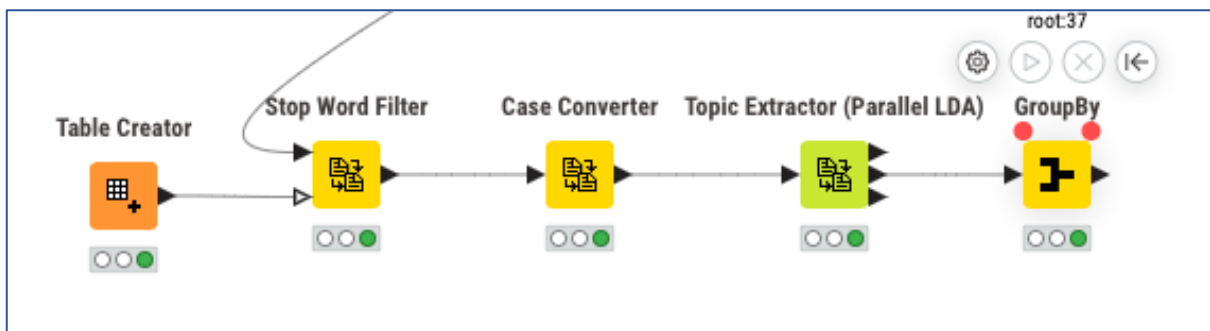 root:37
Stop Word Filter
Case Converter
Topic Extractor (Parallel LDA)
GroupBy
Table Creator